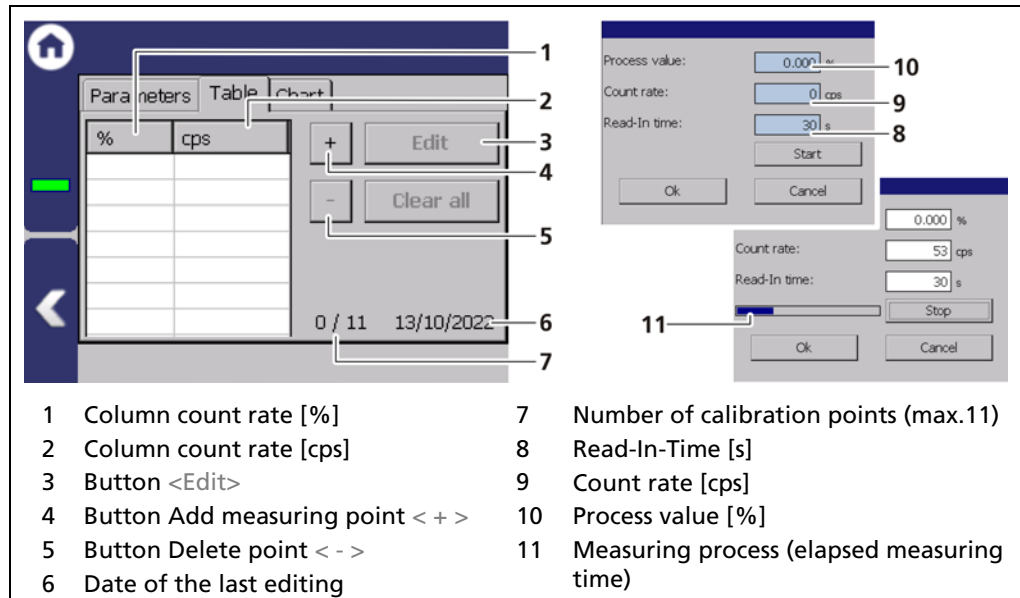 1
Parameters Table Chart
2
% cps
+ Edit
3
4
- Clear all
5
0 / 11 13/10/2022
6
7
Process value: 0.000 %
10
Count rate: 0 cps
9
Read-In time: 30 s
8
Start
Ok Cancel
0.000 %
Count rate: 53 cps
Read-In time: 30 s
11
Stop
Ok Cancel
1 Column count rate [%]
2 Column count rate [cps]
3 Button <Edit>
4 Button Add measuring point < + >
5 Button Delete point < - >
6 Date of the last editing
7 Number of calibration points (max.11)
8 Read-In-Time [s]
9 Count rate [cps]
10 Process value [%]
11 Measuring process (elapsed measuring
time)